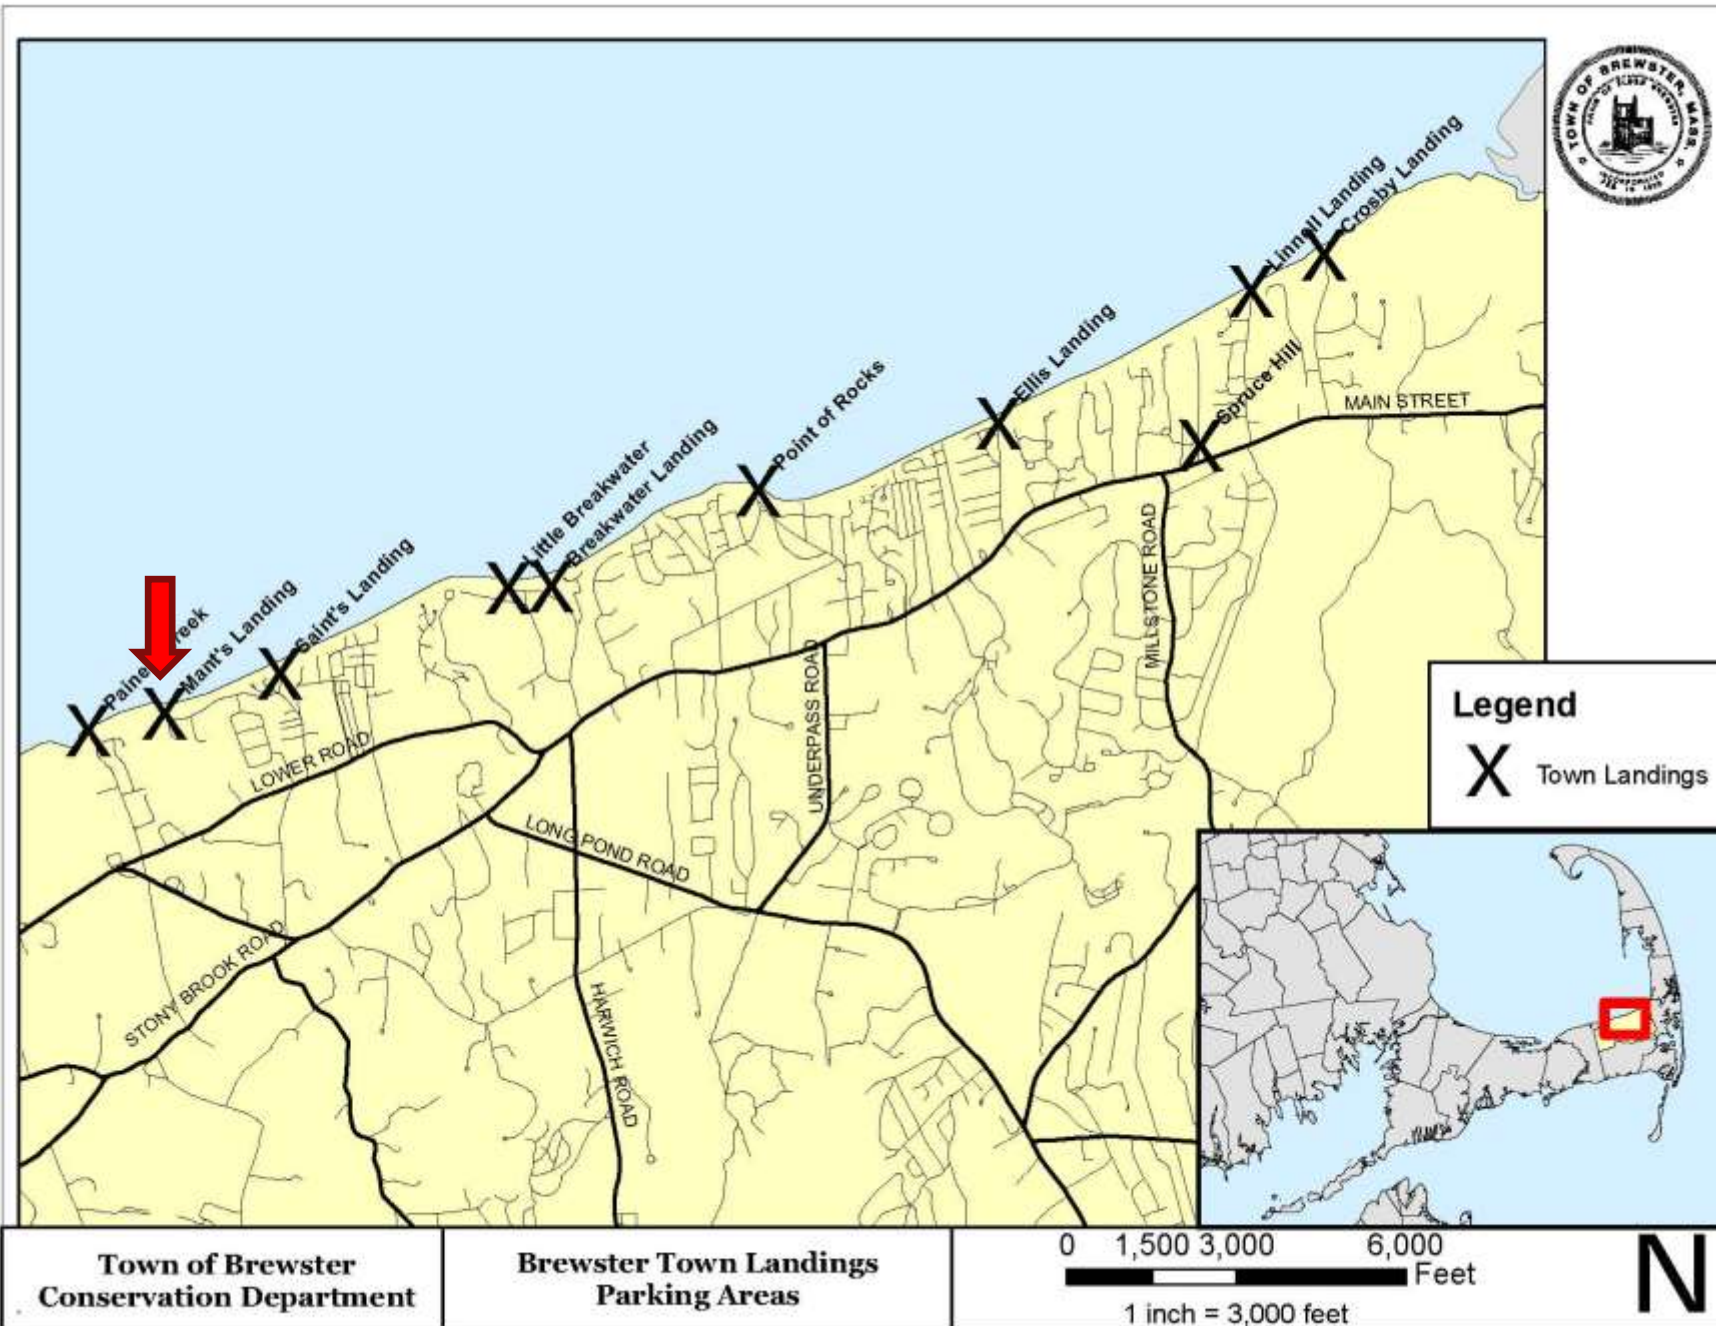 TOWN OF BREWSTER, MASS.
INCORPORATED
Crosby Landing
Linnell Landing
Ellis Landing
Spruce Hill
Point of Rocks
MAIN STREET
Little Breakwater
Breakwater Landing
MILLSTONE ROAD
Saint's Landing
Mant's Landing
UNDERPASS ROAD
LOWER ROAD
LONG POND ROAD
STONY BROOK ROAD
HARWICH ROAD
Legend
X Town Landings
Town of Brewster
Conservation Department
Brewster Town Landings
Parking Areas
0 1,500 3,000 6,000
Feet
1 inch = 3,000 feet
N